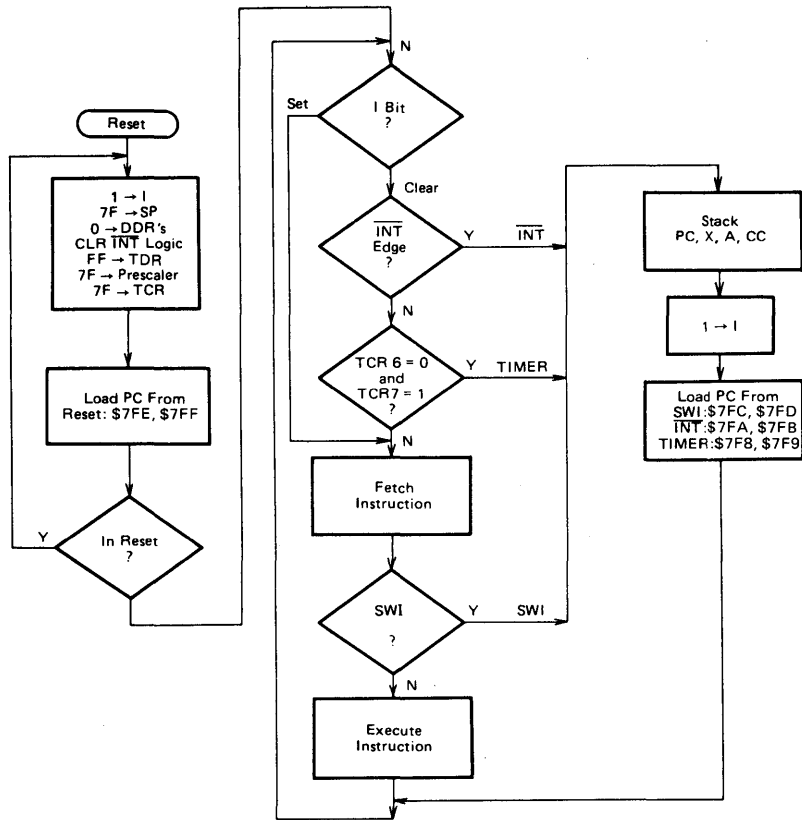 Reset
1 → I
7F → SP
0 → DDR's
CLR INT Logic
FF → TDR
7F → Prescaler
7F → TCR
Load PC From
Reset: $7FE, $7FF
In Reset
?
Y
N
I Bit
?
Set
Clear
INT
Edge
?
Y
INT
N
TCR 6 = 0
and
TCR7 = 1
?
Y
TIMER
N
Fetch
Instruction
SWI
?
Y
SWI
N
Execute
Instruction
Stack
PC, X, A, CC
1 → I
Load PC From
SWI:$7FC, $7FD
INT:$7FA, $7FB
TIMER:$7F8, $7F9